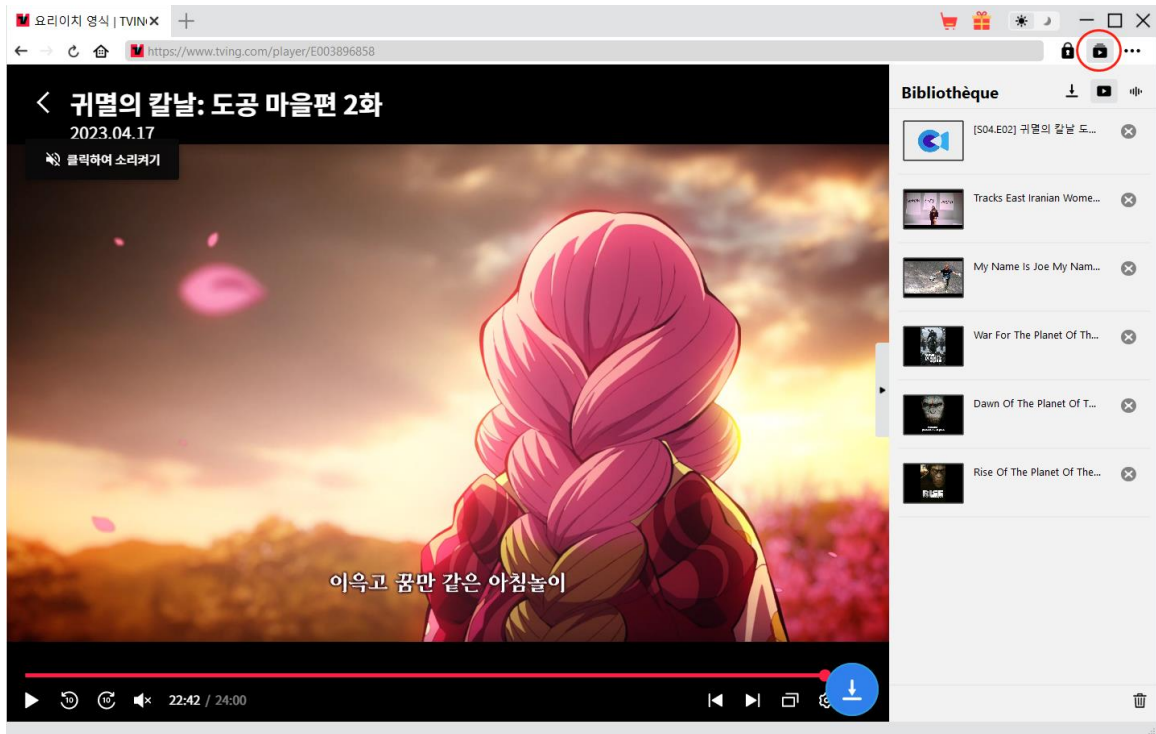 요리이치 영식 | TVING
https://www.tving.com/player/E003896858
귀멸의 칼날: 도공 마을편 2화
2023.04.17
클릭하여 소리켜기
이윽고 꿈만 같은 아침놀이
10
10
22:42 / 24:00
Bibliothèque
[S04.E02] 귀멸의 칼날 도...
Tracks East Iranian Wome...
My Name Is Joe My Nam...
War For The Planet Of Th...
Dawn Of The Planet Of T...
Rise Of The Planet Of The...
RISE